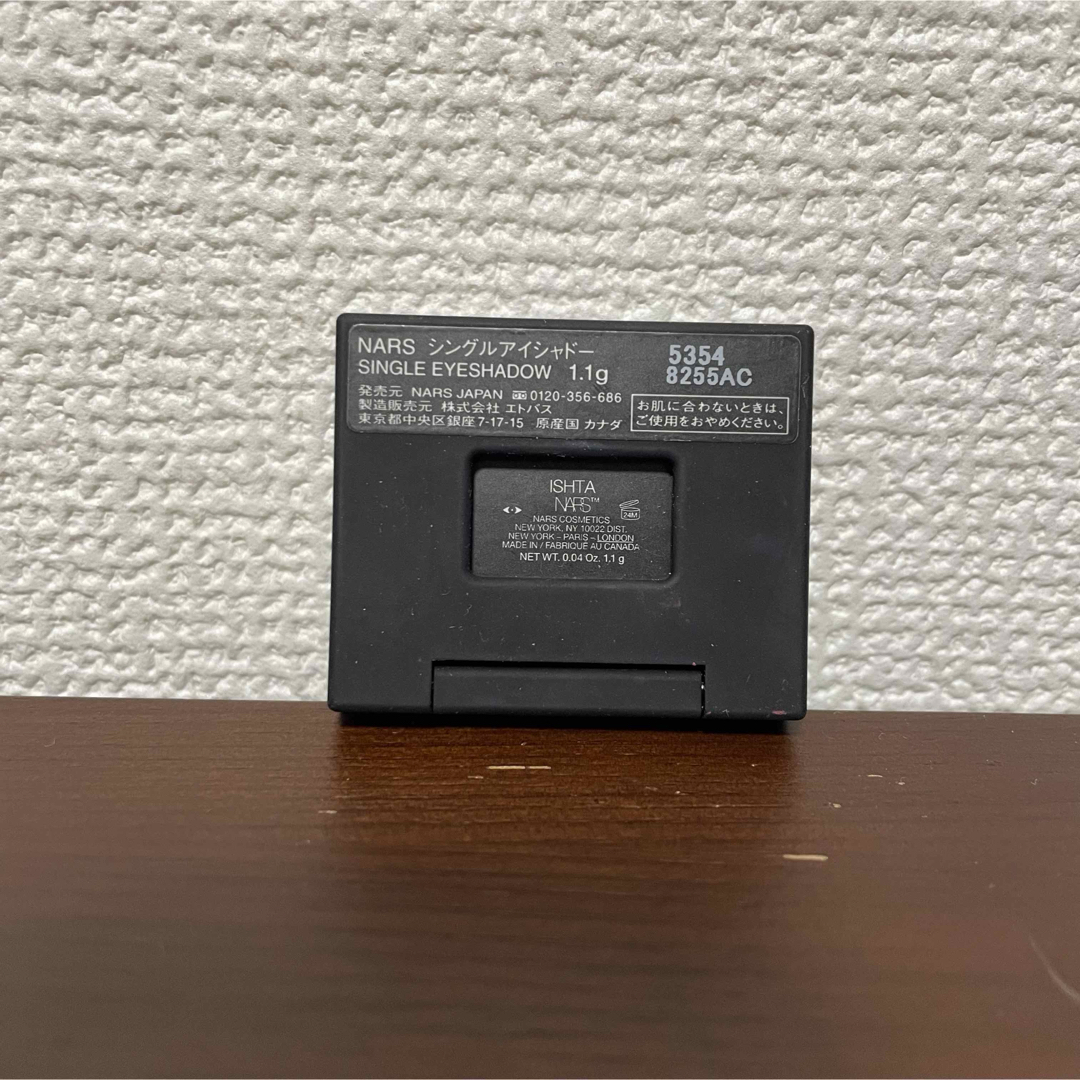 NARS シングルアイシャドー
SINGLE EYESHADOW 1.1g
5354
8255AC
発売元 NARS JAPAN 0120-356-686
製造販売元 株式会社 エトバス
東京都中央区銀座7-17-15 原産国 カナダ
お肌に合わないときは、
ご使用をおやめください。
ISHTA
NARS™
24M
NARS COSMETICS
NEW YORK, NY 10022 DIST.
NEW YORK – PARIS – LONDON
MADE IN / FABRIQUÉ AU CANADA
NET WT. 0.04 Oz. 1.1 g